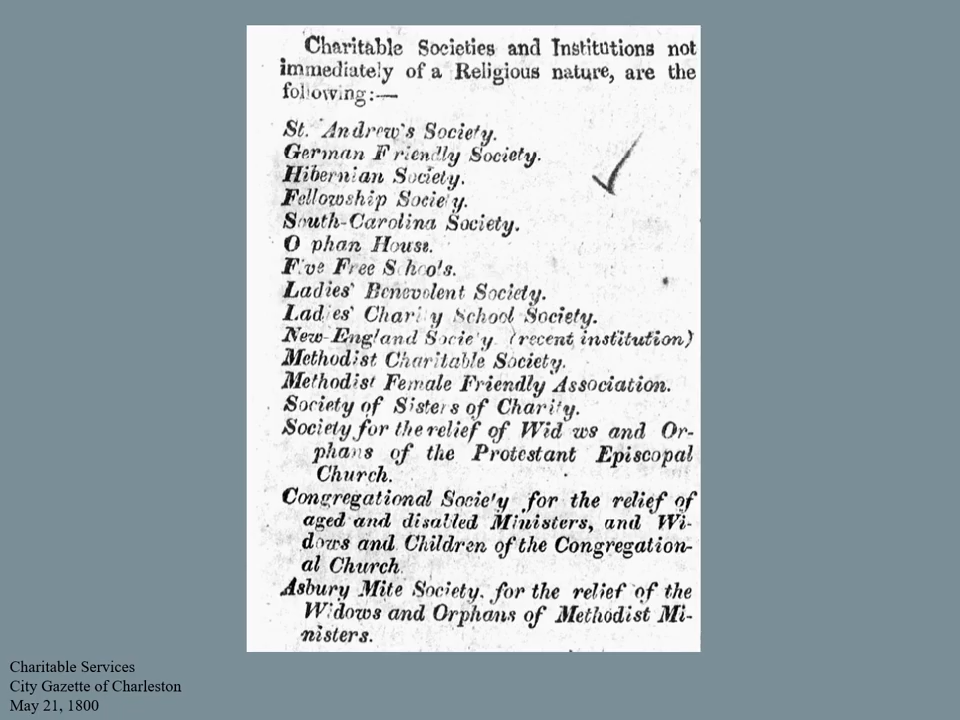 Charitable Societies and Institutions not
immediately of a Religious nature, are the
following:—
St. Andrew's Society.
German Friendly Society.
Hibernian Society.
Fellowship Society.
South-Carolina Society.
O phan House.
Five Free Schools.
Ladies' Benevolent Society.
Ladies' Charity School Society.
New-England Society (recent institution)
Methodist Charitable Society.
Methodist Female Friendly Association.
Society of Sisters of Charity.
Society for the relief of Wid ws and Or-
phans of the Protestant Episcopal
Church.
Congregational Society for the relief of
aged and disabled Ministers, and Wi-
dows and Children of the Congregation-
al Church.
Asbury Mite Society, for the relief of the
Widows and Orphans of Methodist Mi-
nisters.
Charitable Services
City Gazette of Charleston
May 21, 1800